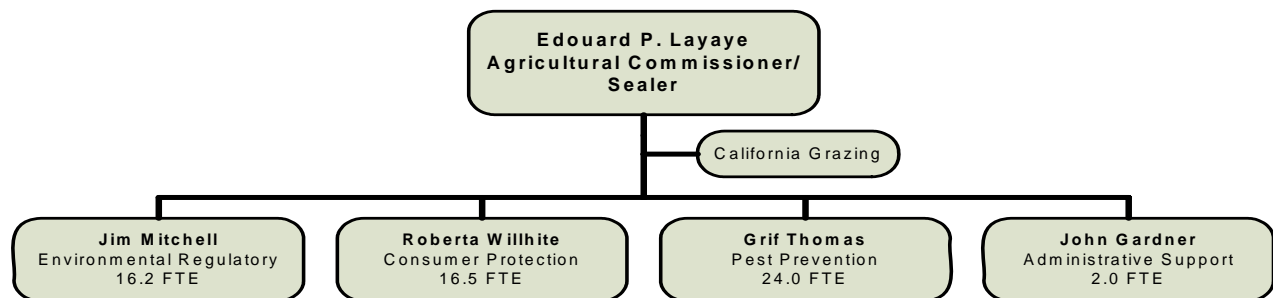 Edouard P. Layaye
Agricultural Commissioner/
Sealer
California Grazing
Jim Mitchell
Environmental Regulatory
16.2 FTE
Roberta Willhite
Consumer Protection
16.5 FTE
Grif Thomas
Pest Prevention
24.0 FTE
John Gardner
Administrative Support
2.0 FTE